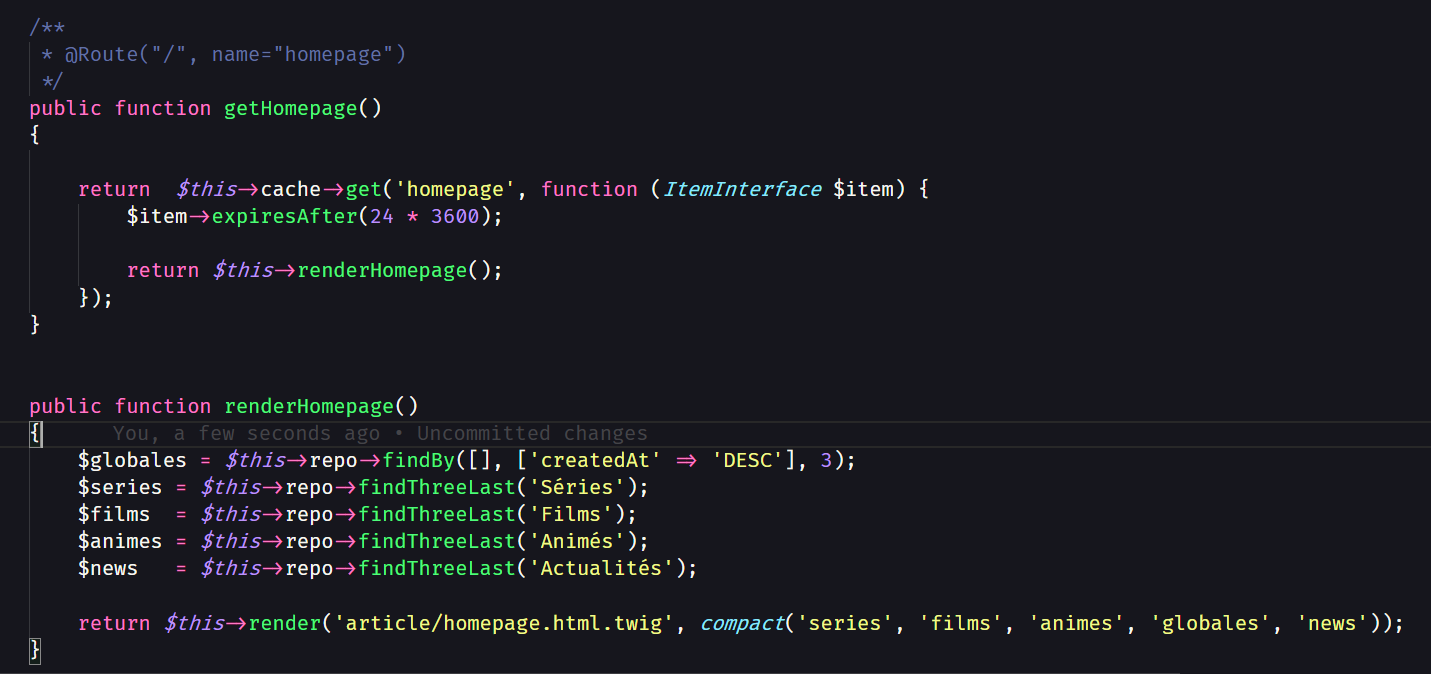 /**
 * @Route("/", name="homepage")
 */
public function getHomepage()
{
    return  $this->cache->get('homepage', function (ItemInterface $item) {
        $item->expiresAfter(24 * 3600);
        return $this->renderHomepage();
    });
}
public function renderHomepage()
{      You, a few seconds ago • Uncommitted changes
    $globales = $this->repo->findBy([], ['createdAt' => 'DESC'], 3);
    $series = $this->repo->findThreeLast('Séries');
    $films  = $this->repo->findThreeLast('Films');
    $animes = $this->repo->findThreeLast('Animés');
    $news   = $this->repo->findThreeLast('Actualités');
    return $this->render('article/homepage.html.twig', compact('series', 'films', 'animes', 'globales', 'news'));
}